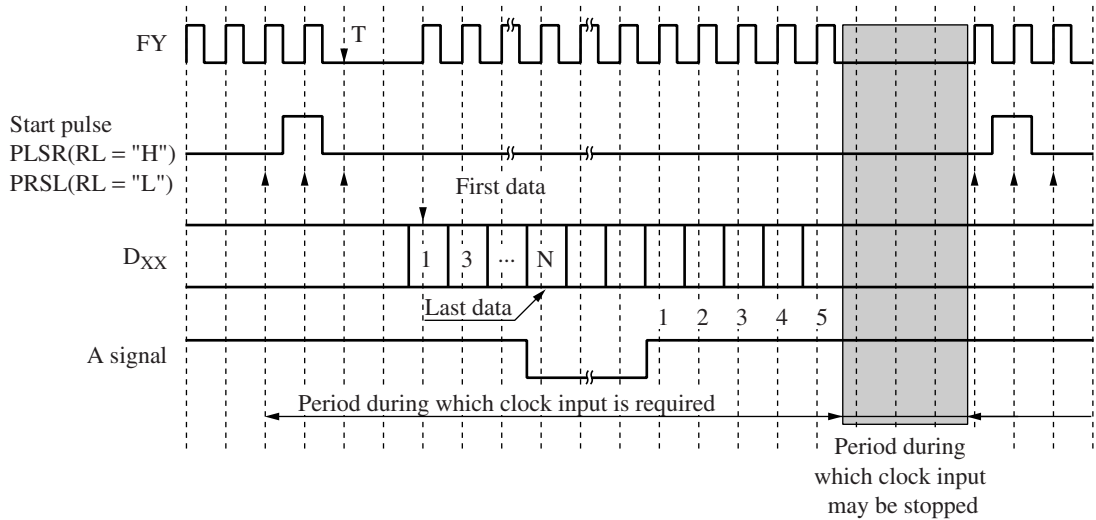 FY
T
Start pulse
PLSR(RL = "H")
PRSL(RL = "L")
First data
DXX
1 3 ... N
Last data
1 2 3 4 5
A signal
Period during which clock input is required
Period during
which clock input
may be stopped